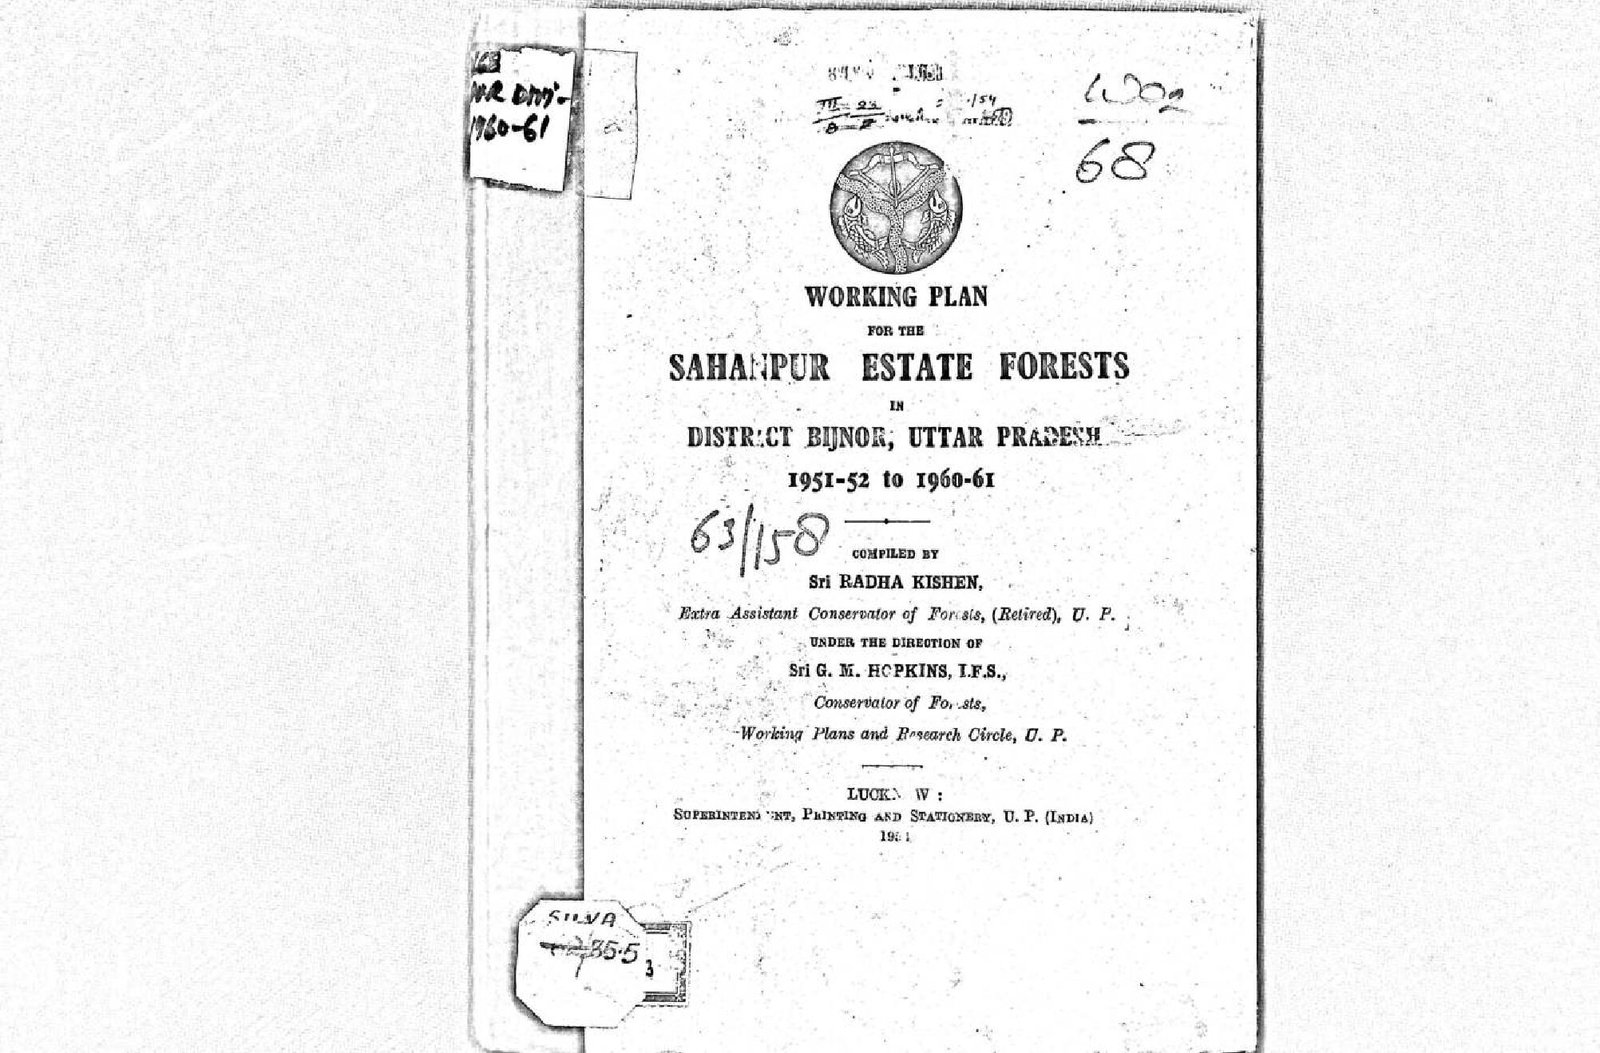 1960-61
68
WORKING PLAN
FOR THE
SAHANPUR ESTATE FORESTS
IN
DISTRICT BIJNOR, UTTAR PRADESH
1951-52 to 1960-61
63/158
COMPILED BY
Sri RADHA KISHEN,
Extra Assistant Conservator of Forests, (Retired), U. P.
UNDER THE DIRECTION OF
Sri G. M. HOPKINS, I.F.S.,
Conservator of Forests,
Working Plans and Research Circle, U. P.
LUCKNOW :
SUPERINTENDENT, PRINTING AND STATIONERY, U. P. (INDIA)
SILVA
3